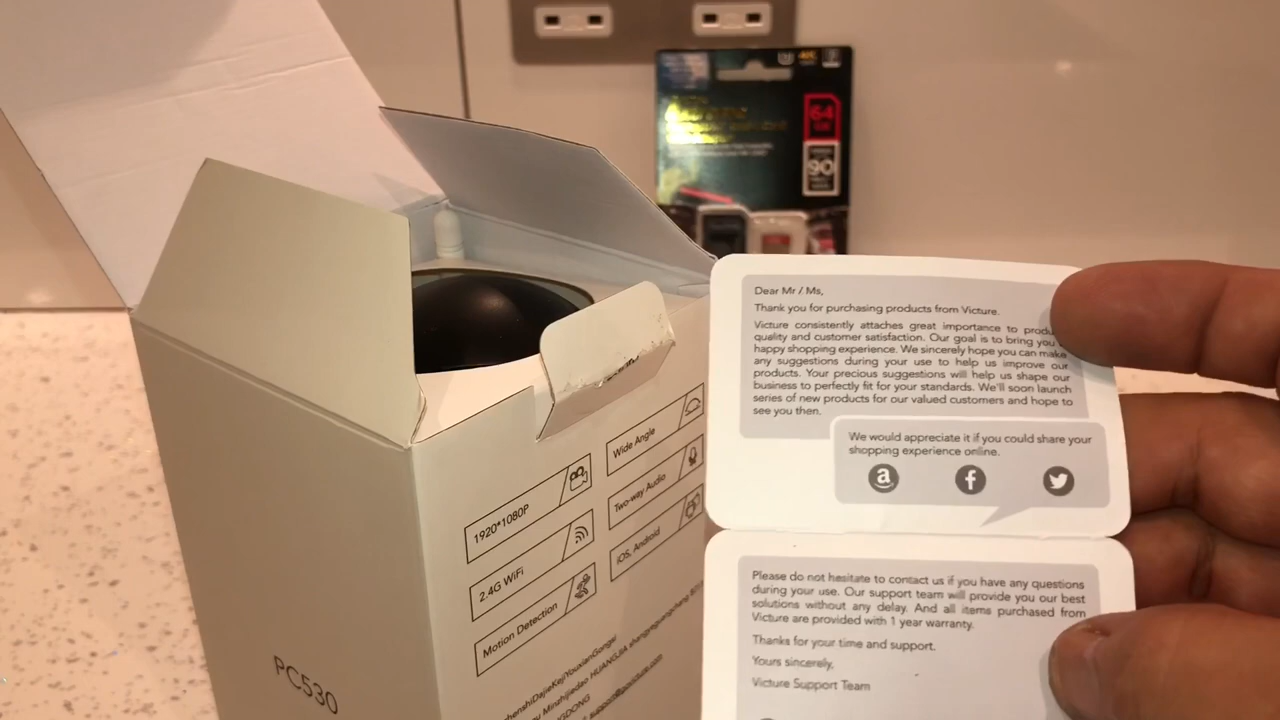 64
90
Dear Mr / Ms,
Thank you for purchasing products from Victure.
Victure consistently attaches great importance to
quality and customer satisfaction. Our goal is to bring you
happy shopping experience. We sincerely hope you can make
any suggestions during your use to help us improve our
products. Your precious suggestions will help us shape our
business to perfectly fit for your standards. We'll soon launch
series of new products for our valued customers and hope to
see you then.
We would appreciate it if you could share your
shopping experience online.
Please do not hesitate to contact us if you have any questions
during your use. Our support team will provide you our best
solutions without any delay. And all items purchased from
Victure are provided with 1 year warranty.
Thanks for your time and support.
Yours sincerely,
Victure Support Team
1920*1080P
Wide Angle
2.4G WiFi
Two-way Audio
Motion Detection
iOS, Android
PC530